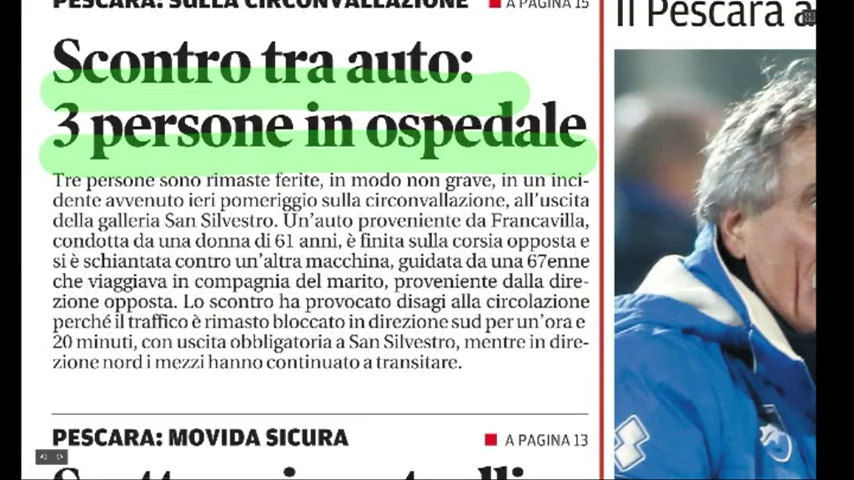 PESCARA: SULLA CIRCONVALLAZIONE
A PAGINA 15
Scontro tra auto:
3 persone in ospedale
Tre persone sono rimaste ferite, in modo non grave, in un inci-
dente avvenuto ieri pomeriggio sulla circonvallazione, all'uscita
della galleria San Silvestro. Un'auto proveniente da Francavilla,
condotta da una donna di 61 anni, è finita sulla corsia opposta e
si è schiantata contro un'altra macchina, guidata da una 67enne
che viaggiava in compagnia del marito, proveniente dalla dire-
zione opposta. Lo scontro ha provocato disagi alla circolazione
perché il traffico è rimasto bloccato in direzione sud per un'ora e
20 minuti, con uscita obbligatoria a San Silvestro, mentre in dire-
zione nord i mezzi hanno continuato a transitare.
PESCARA: MOVIDA SICURA
A PAGINA 13
Il Pescara